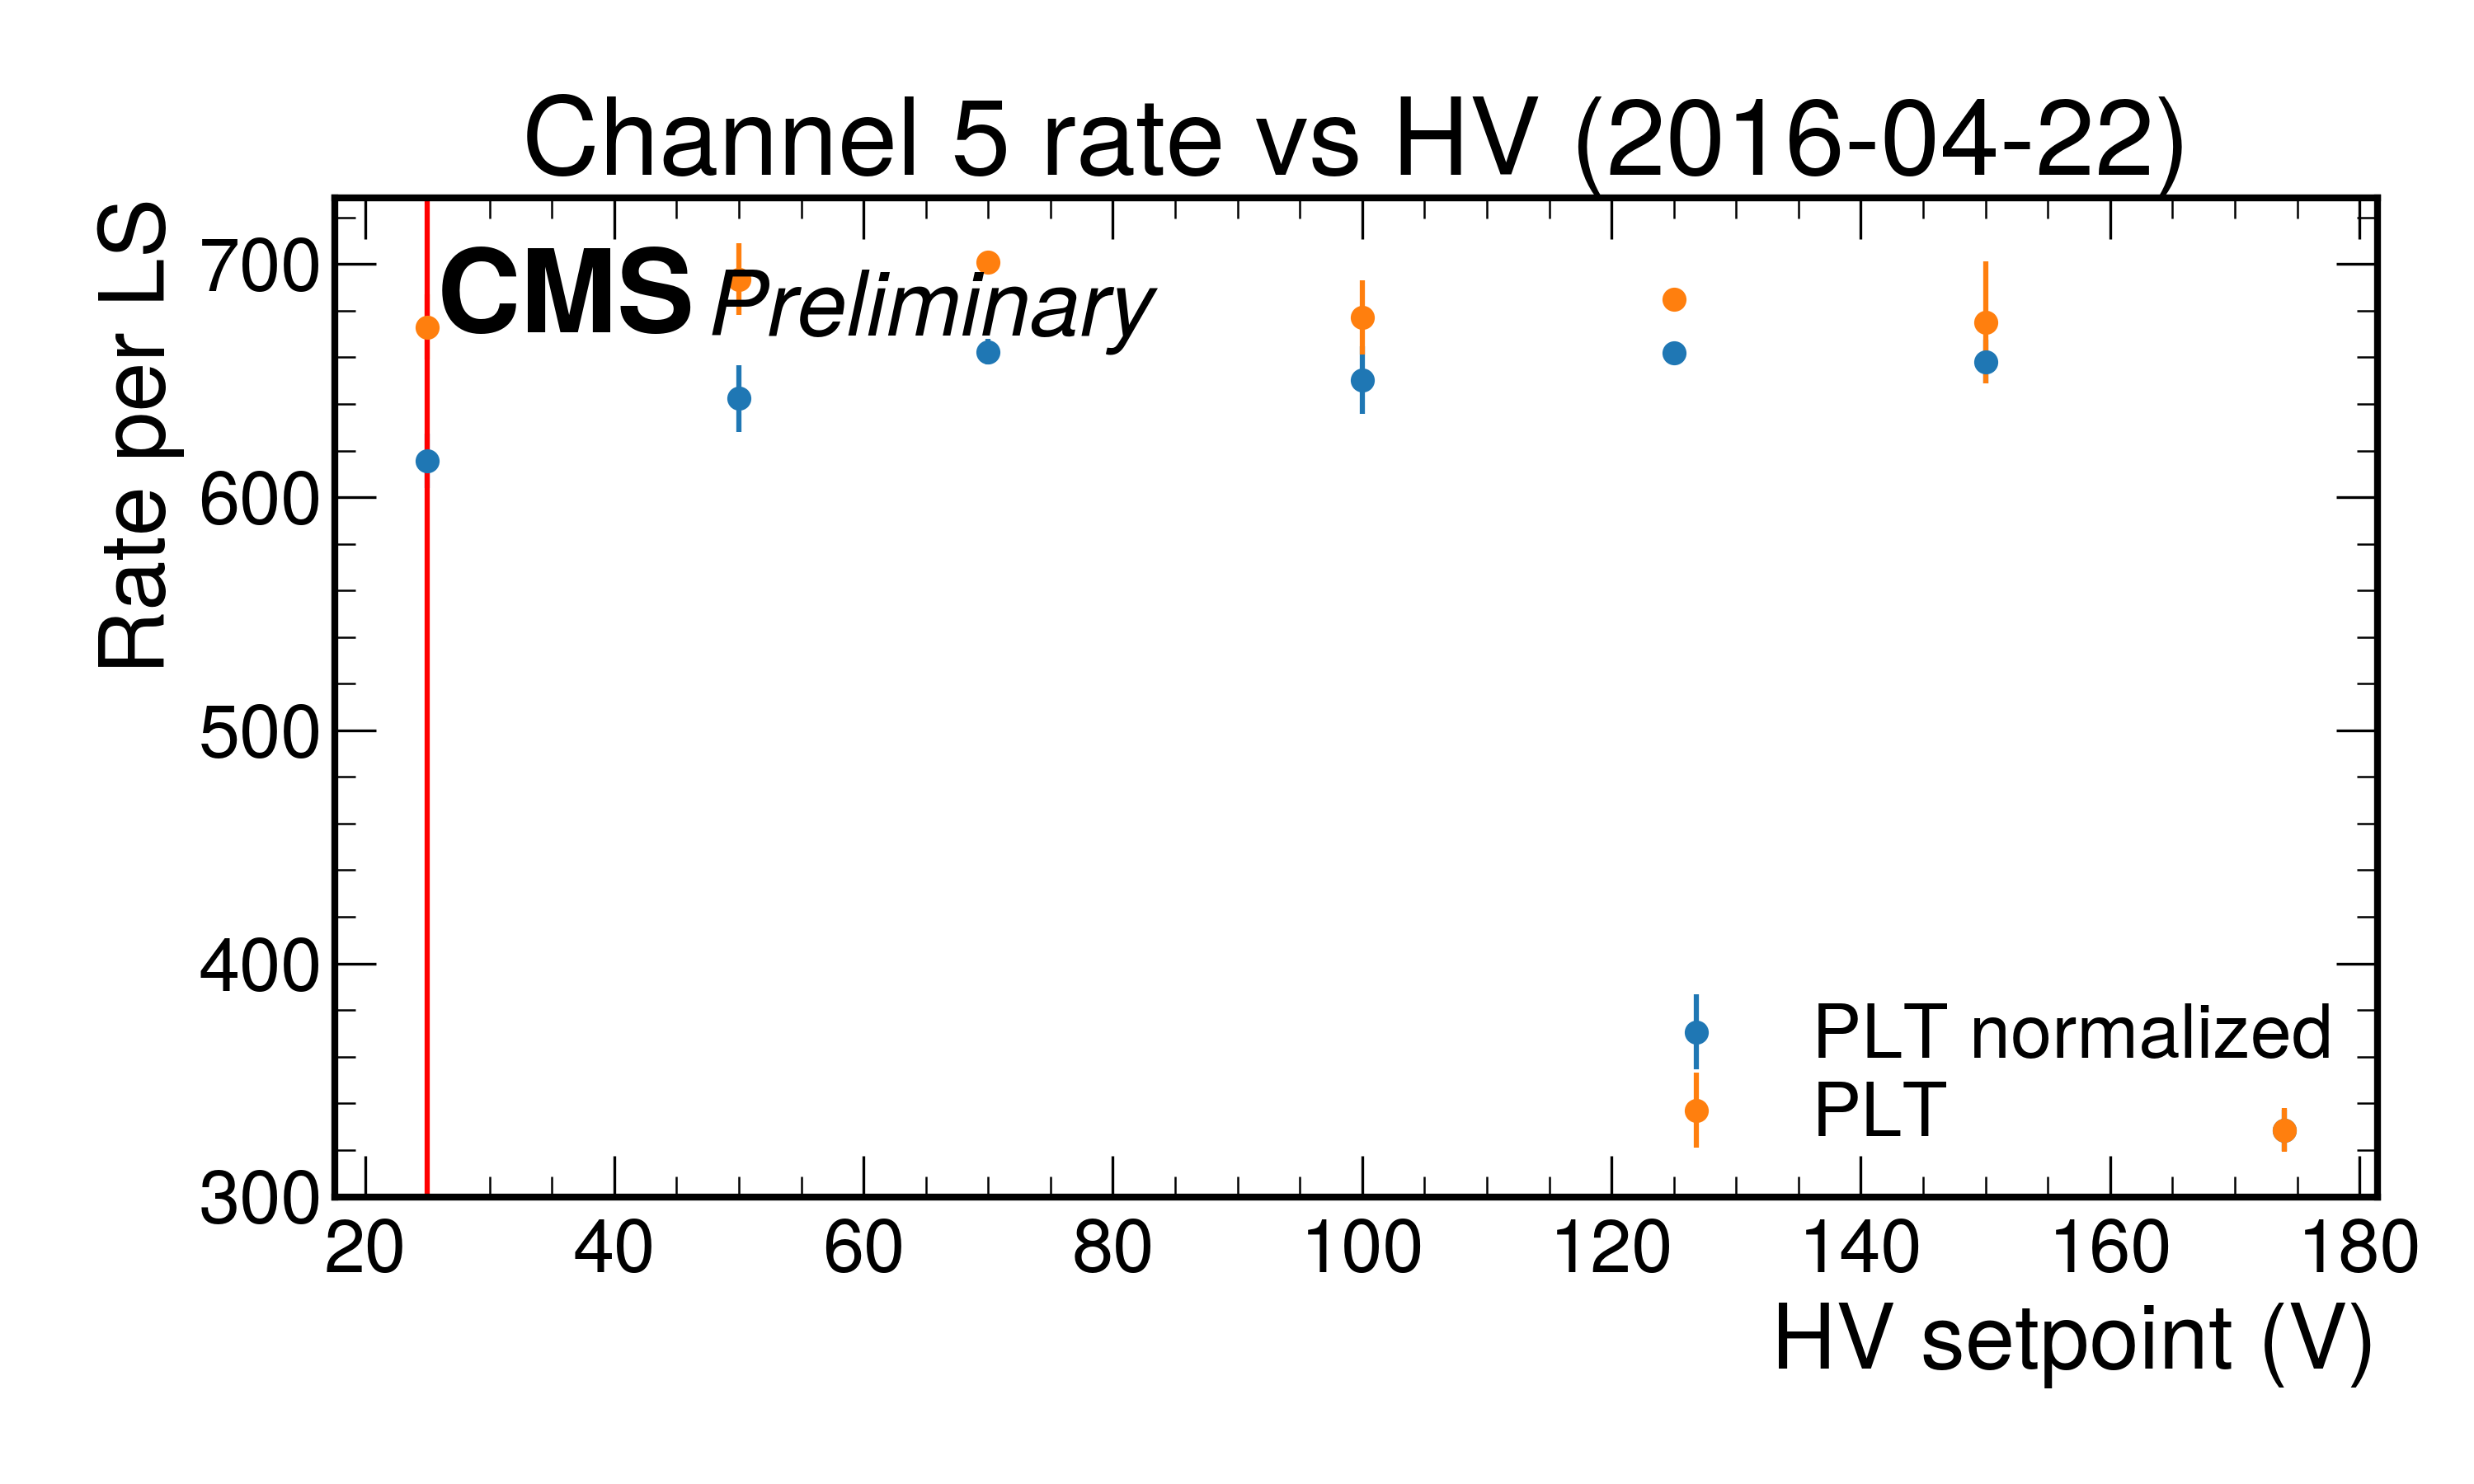 Channel 5 rate vs HV (2016-04-22)
CMS Preliminary
Rate per LS
700
600
500
400
300
PLT normalized
PLT
20 40 60 80 100 120 140 160 180
HV setpoint (V)